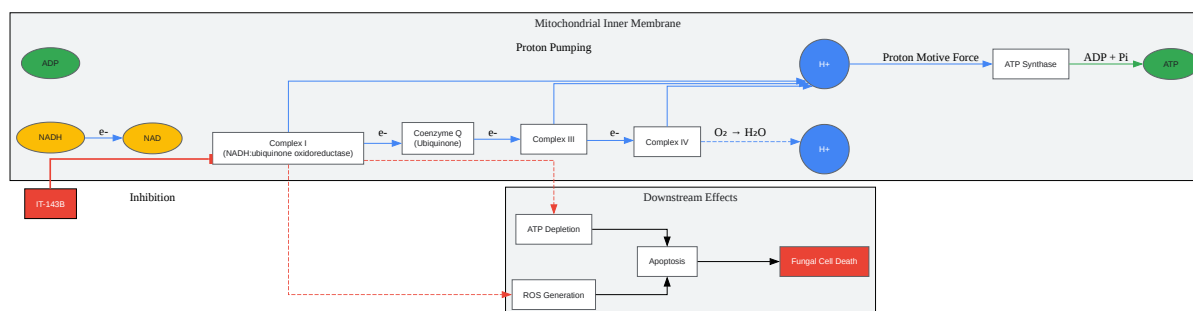 Mitochondrial Inner Membrane
Proton Pumping
ADP
H+
Proton Motive Force
ATP Synthase
ADP + Pi
ATP
NADH
e-
NAD
Complex I
(NADH:ubiquinone oxidoreductase)
e-
Coenzyme Q
(Ubiquinone)
e-
Complex III
e-
Complex IV
O₂ → H₂O
H+
IT-143B
Inhibition
Downstream Effects
ATP Depletion
Apoptosis
Fungal Cell Death
ROS Generation